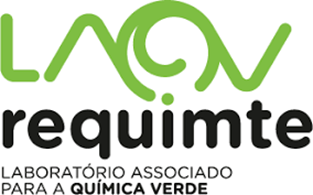 LAQV
requimte
LABORATÓRIO ASSOCIADO
PARA A QUÍMICA VERDE